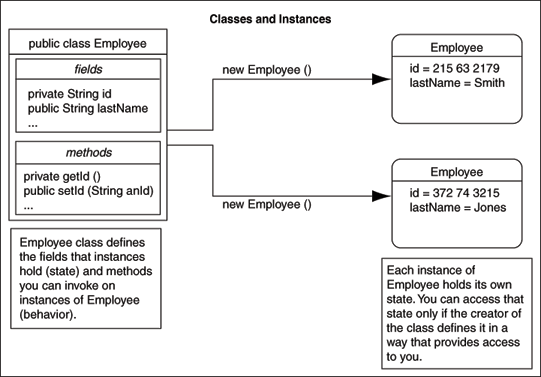 Classes and Instances
public class Employee
fields
private String id
public String lastName
...
methods
private getId ()
public setId (String anId)
...
Employee class defines
the fields that instances
hold (state) and methods
you can invoke on
instances of Employee
(behavior).
new Employee ()
new Employee ()
Employee
id = 215 63 2179
lastName = Smith
Employee
id = 372 74 3215
lastName = Jones
Each instance of
Employee holds its own
state. You can access that
state only if the creator of
the class defines it in a
way that provides access
to you.